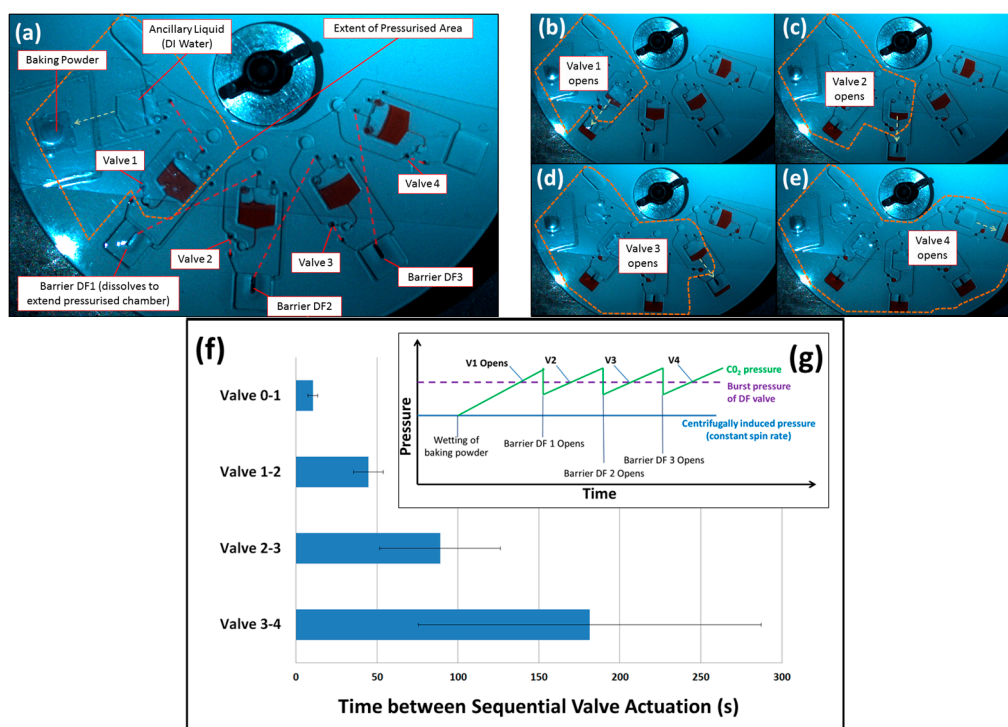 (a)
Ancillary Liquid
(DI Water)
Extent of Pressurised Area
Baking Powder
Valve 1
Valve 2
Valve 3
Valve 4
Barrier DF1 (dissolves to
extend pressurised chamber)
Barrier DF2
Barrier DF3
(b)
Valve 1
opens
(c)
Valve 2
opens
(d)
Valve 3
opens
(e)
Valve 4
opens
(f)
Valve 0-1
Valve 1-2
Valve 2-3
Valve 3-4
0
50
100
150
200
250
300
Time between Sequential Valve Actuation (s)
(g)
V1 Opens
V2
V3
V4
C0₂ pressure
Burst pressure
of DF valve
Centrifugally induced pressure
(constant spin rate)
Wetting of
baking powder
Barrier DF 1 Opens
Barrier DF 2 Opens
Barrier DF 3 Opens
Pressure
Time